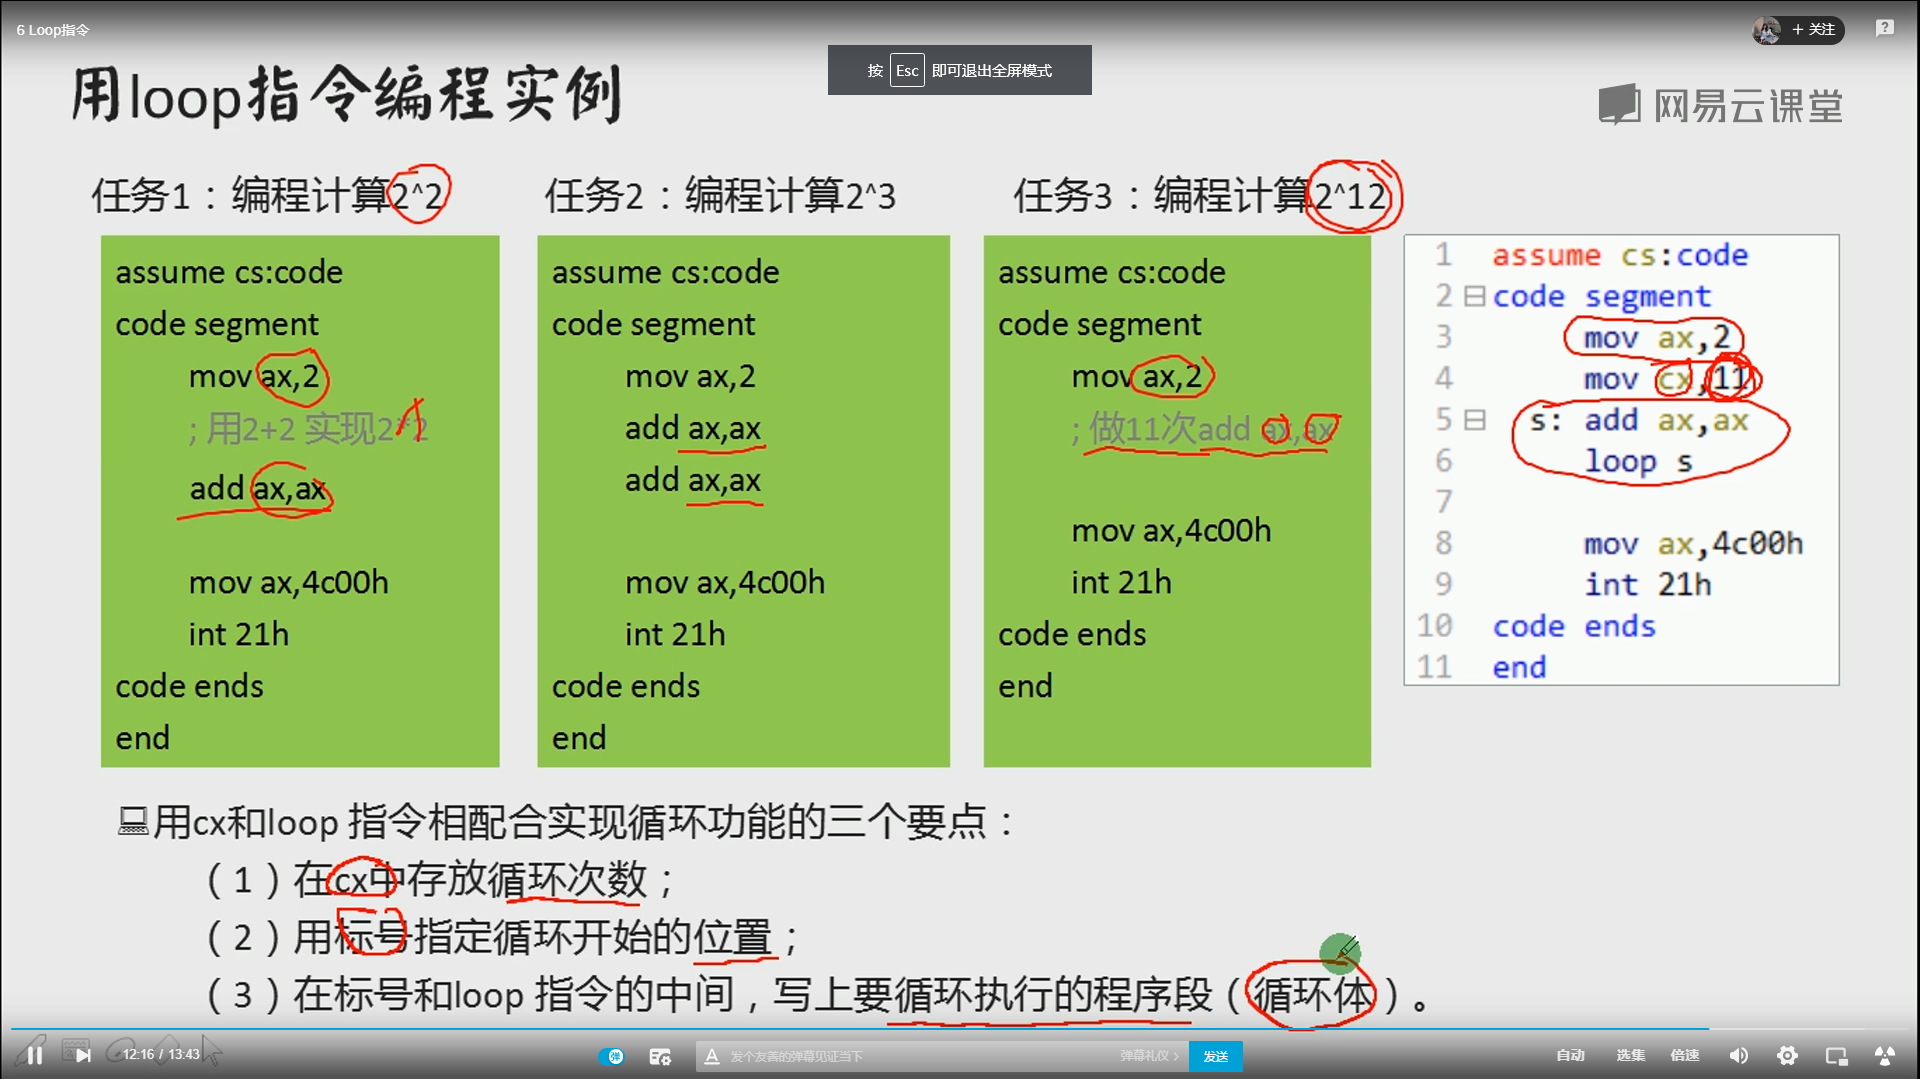 6 Loop指令
+ 关注
按 Esc 即可退出全屏模式
用loop指令编程实例
网易云课堂
任务1：编程计算2^2
assume cs:code
code segment
mov ax,2
; 用2+2 实现2*2
add ax,ax
mov ax,4c00h
int 21h
code ends
end
任务2：编程计算2^3
assume cs:code
code segment
mov ax,2
add ax,ax
add ax,ax
mov ax,4c00h
int 21h
code ends
end
任务3：编程计算2^12
assume cs:code
code segment
mov ax,2
; 做11次add ax,ax
mov ax,4c00h
int 21h
code ends
end
1 assume cs:code
2 code segment
3 mov ax,2
4 mov cx,11
5 s: add ax,ax
6 loop s
7
8 mov ax,4c00h
9 int 21h
10 code ends
11 end
用cx和loop 指令相配合实现循环功能的三个要点：
（1）在cx中存放循环次数；
（2）用标号指定循环开始的位置；
（3）在标号和loop 指令的中间，写上要循环执行的程序段（循环体）。
12:16 / 13:43
弹
A 发个友善的弹幕见证当下
弹幕礼仪 >
发送
自动
选集
倍速